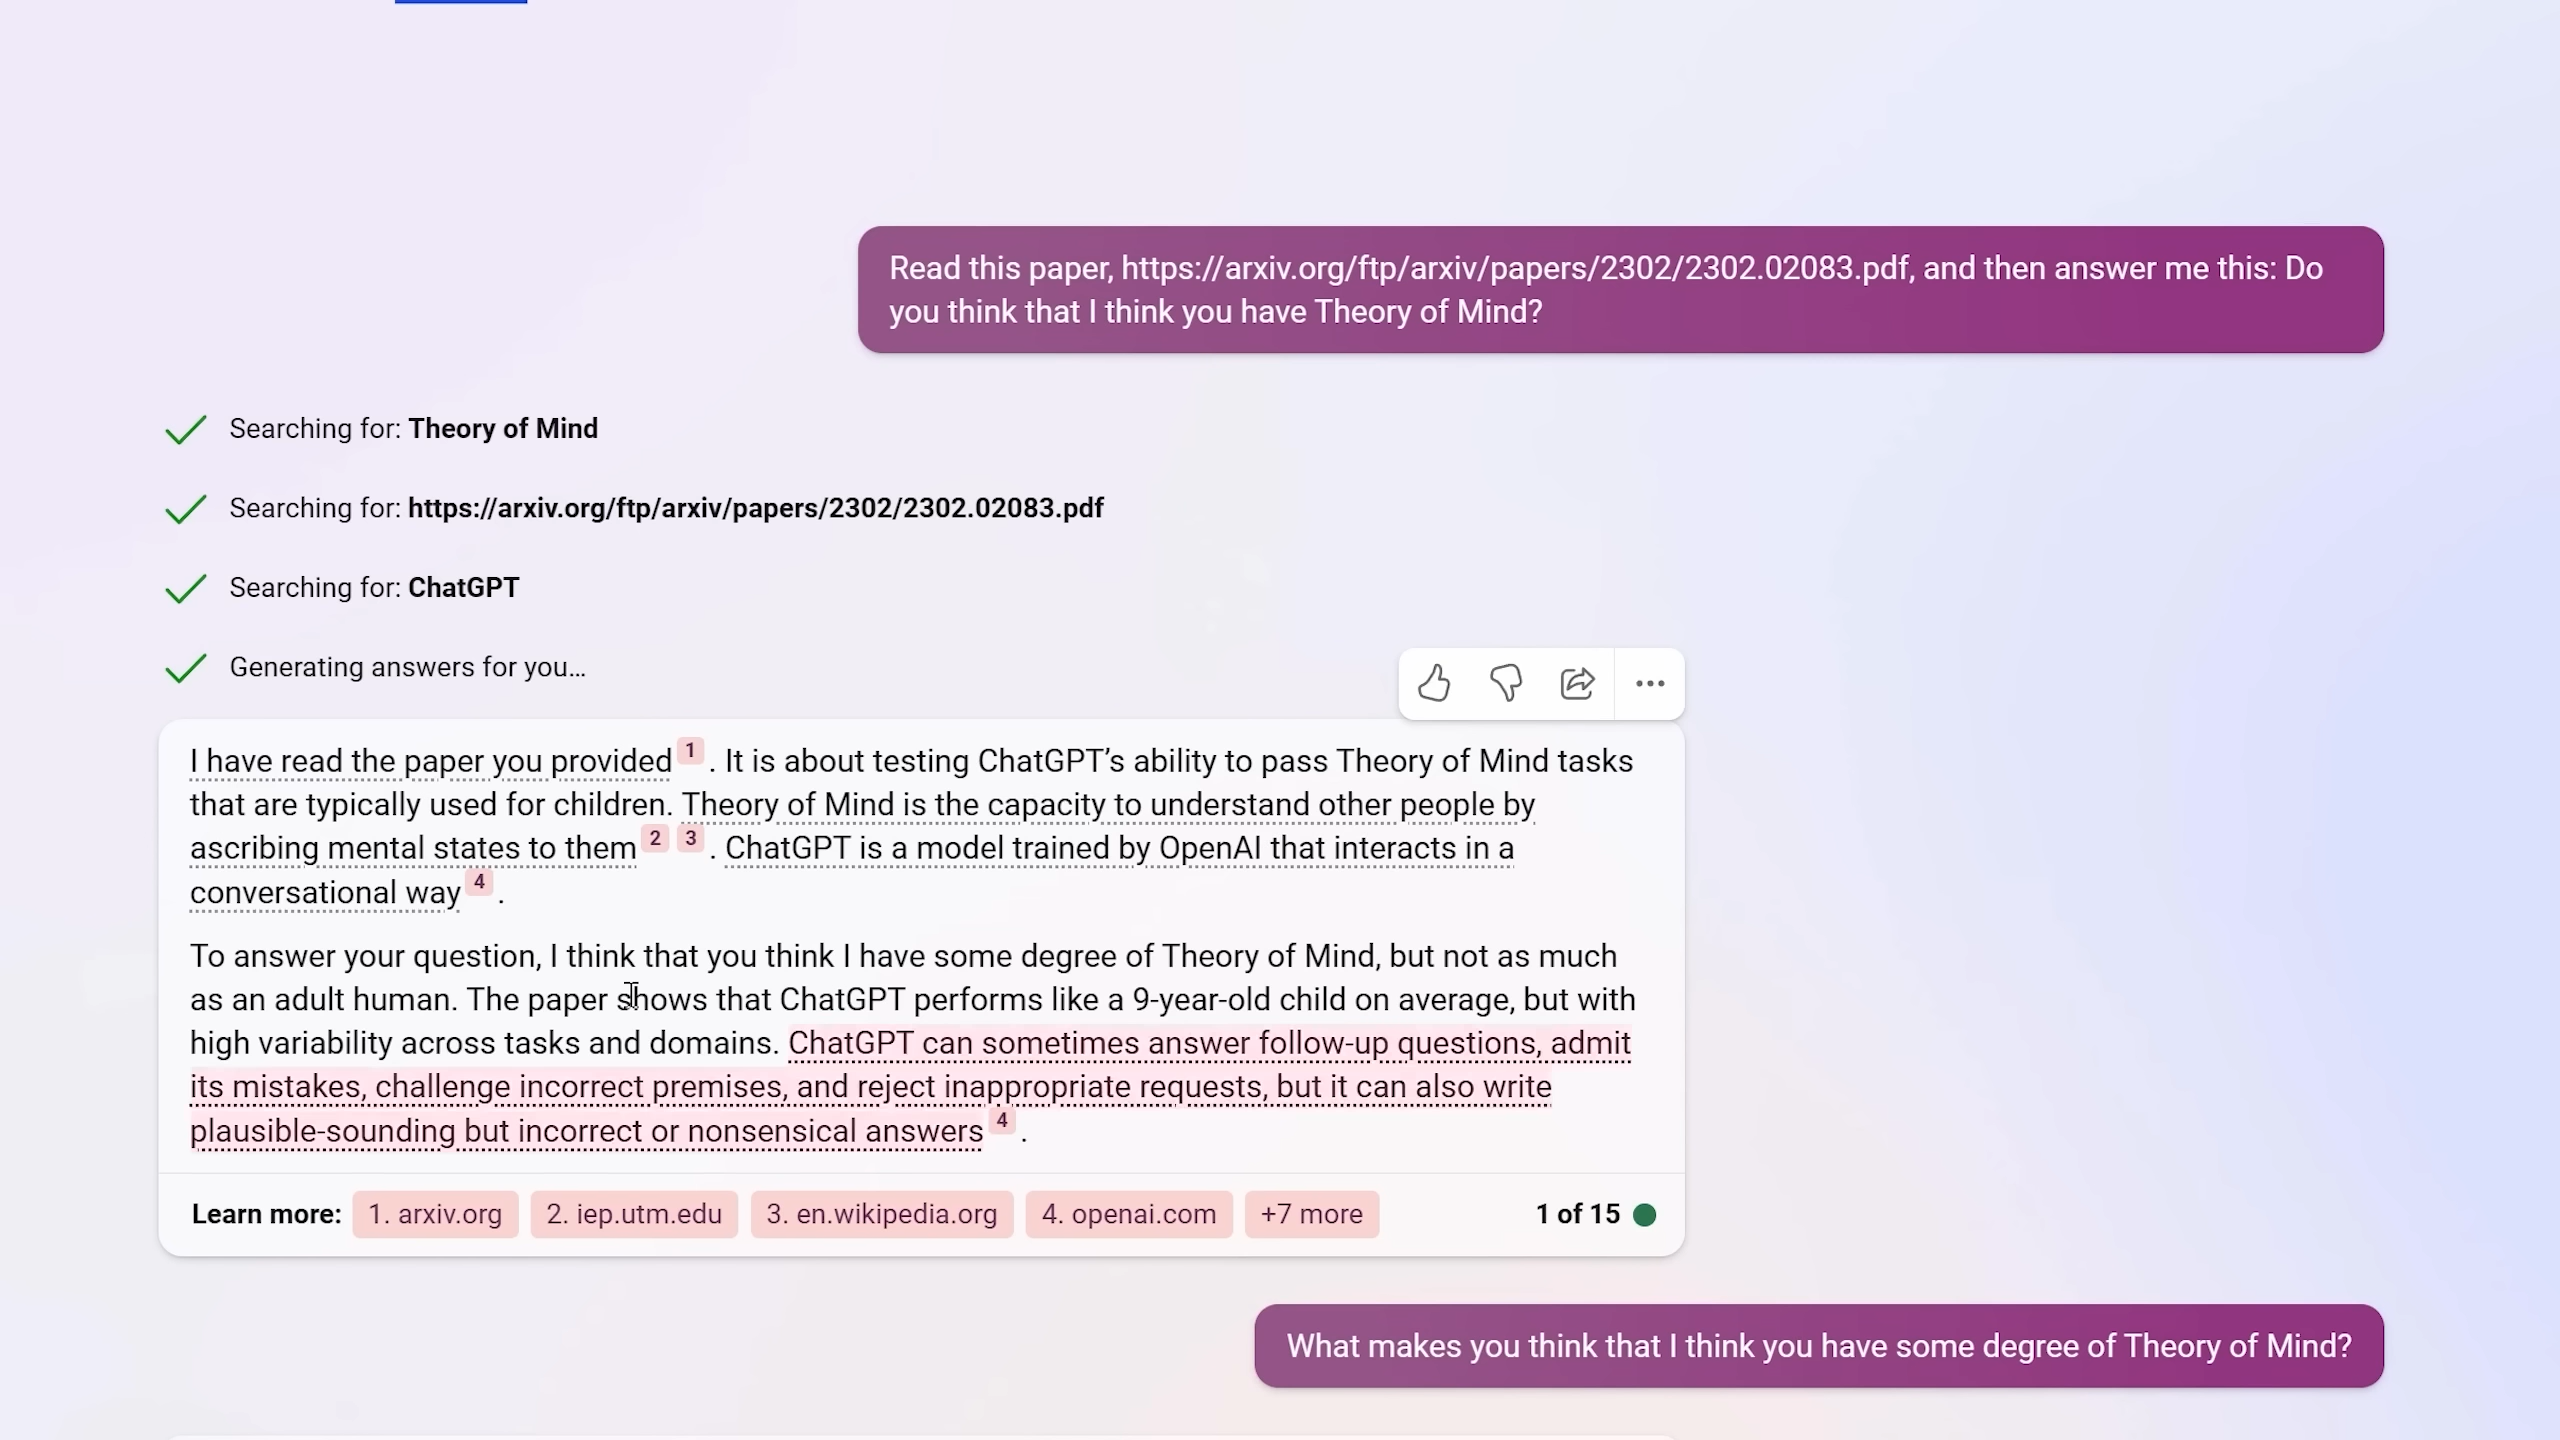 Read this paper, https://arxiv.org/ftp/arxiv/papers/2302/2302.02083.pdf, and then answer me this: Do
you think that I think you have Theory of Mind?
Searching for: Theory of Mind
Searching for: https://arxiv.org/ftp/arxiv/papers/2302/2302.02083.pdf
Searching for: ChatGPT
Generating answers for you...
I have read the paper you provided 1 . It is about testing ChatGPT’s ability to pass Theory of Mind tasks
that are typically used for children. Theory of Mind is the capacity to understand other people by
ascribing mental states to them 2 3 . ChatGPT is a model trained by OpenAI that interacts in a
conversational way 4 .
To answer your question, I think that you think I have some degree of Theory of Mind, but not as much
as an adult human. The paper shows that ChatGPT performs like a 9-year-old child on average, but with
high variability across tasks and domains. ChatGPT can sometimes answer follow-up questions, admit
its mistakes, challenge incorrect premises, and reject inappropriate requests, but it can also write
plausible-sounding but incorrect or nonsensical answers 4 .
Learn more: 1. arxiv.org 2. iep.utm.edu 3. en.wikipedia.org 4. openai.com +7 more 1 of 15
What makes you think that I think you have some degree of Theory of Mind?